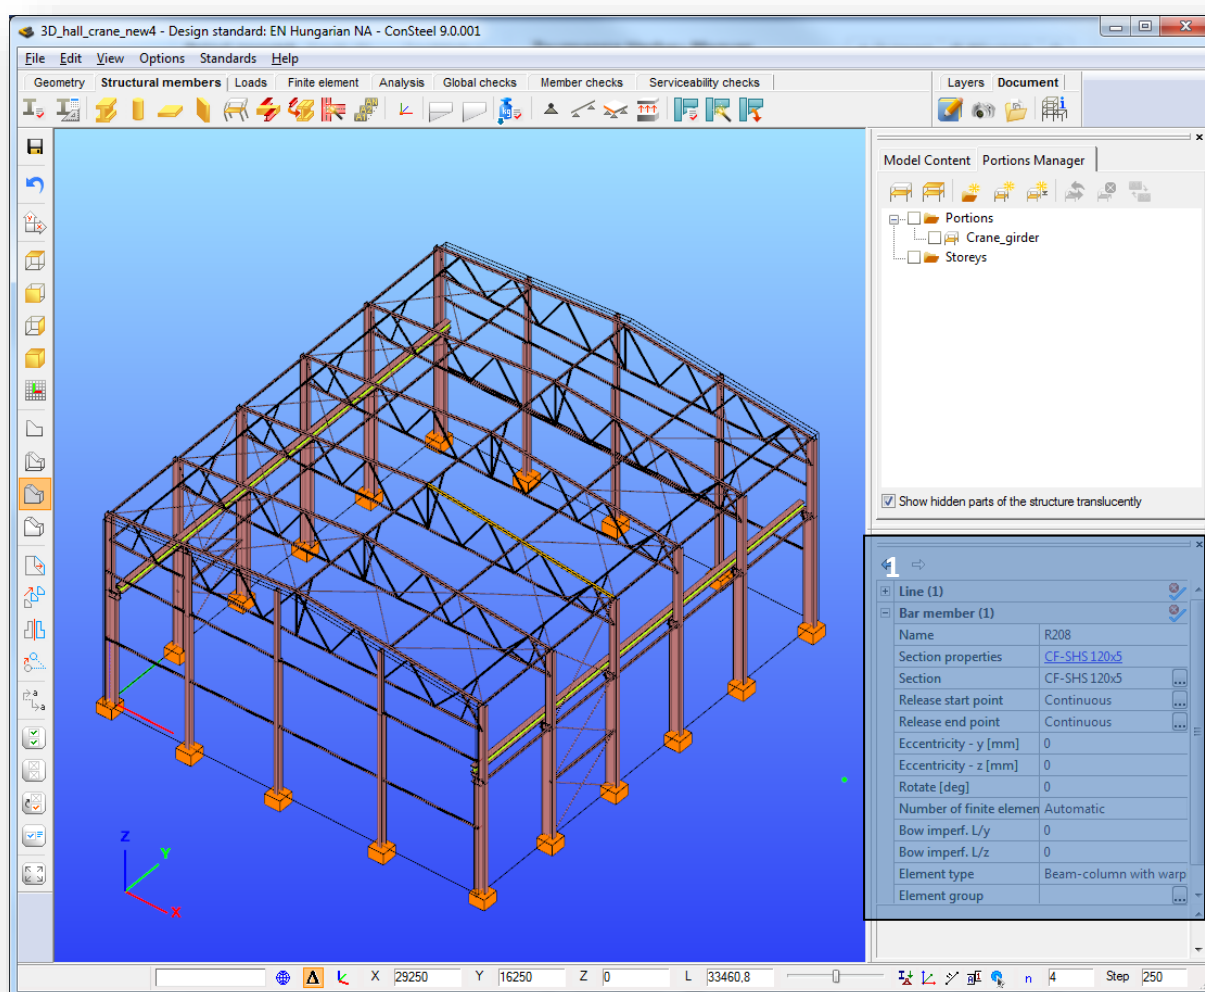 3D_hall_crane_new4 - Design standard: EN Hungarian NA - ConSteel 9.0.001
File Edit View Options Standards Help
Geometry Structural members Loads Finite element Analysis Global checks Member checks Serviceability checks Layers Document
Model Content Portions Manager
Portions
Crane_girder
Storeys
Show hidden parts of the structure translucently
1
Line (1)
Bar member (1)
Name R208
Section properties CF-SHS 120x5
Section CF-SHS 120x5 ...
Release start point Continuous ...
Release end point Continuous ...
Eccentricity - y [mm] 0
Eccentricity - z [mm] 0
Rotate [deg] 0
Number of finite elemen Automatic
Bow imperf. L/y 0
Bow imperf. L/z 0
Element type Beam-column with warp
Element group ...
Z
Y
X
X 29250 Y 16250 Z 0 L 33460,8 n 4 Step 250